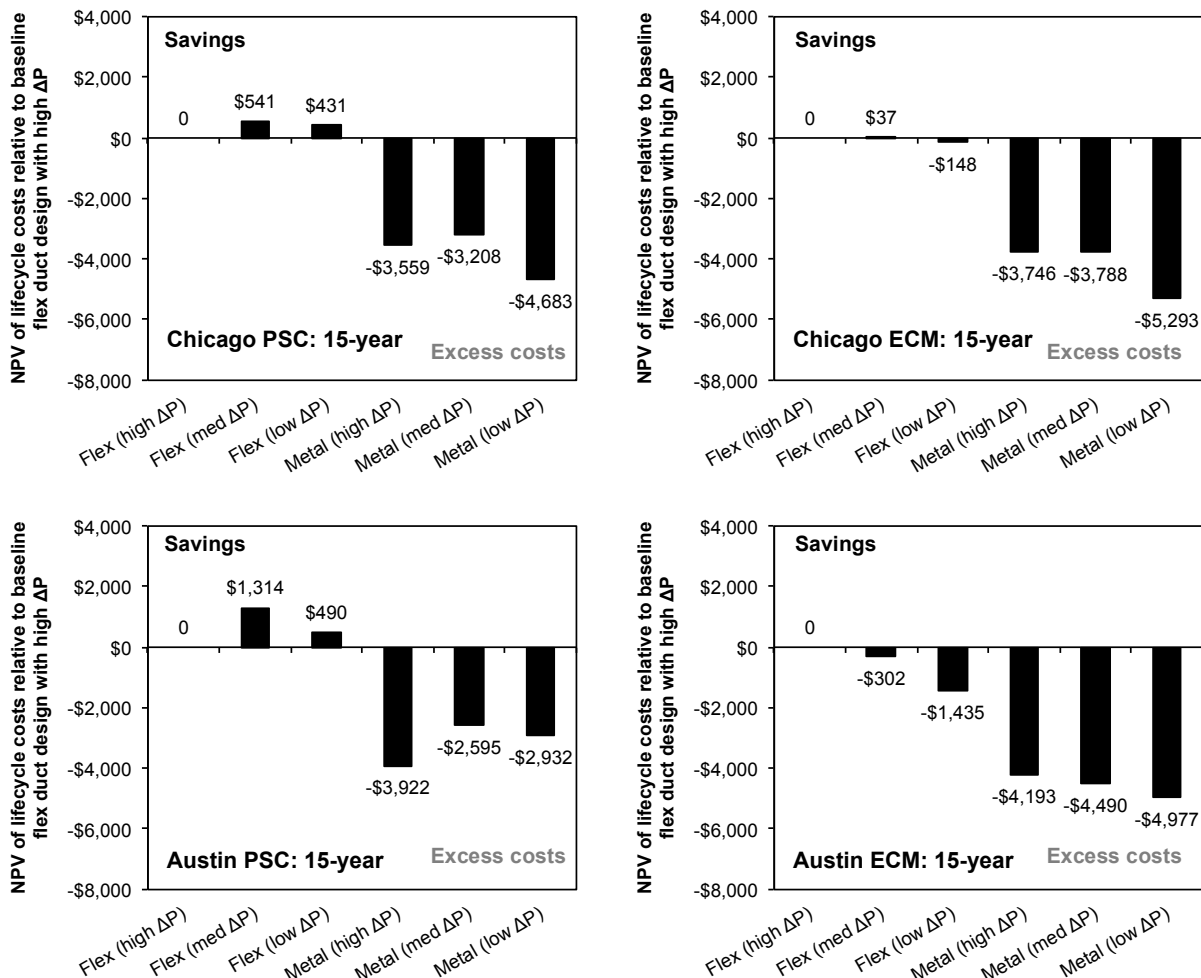 NPV of lifecycle costs relative to baseline
flex duct design with high ΔP
$4,000
$2,000
$0
-$2,000
-$4,000
-$6,000
-$8,000
Savings
0
$541
$431
-$3,559
-$3,208
-$4,683
Chicago PSC: 15-year
Excess costs
Flex (high ΔP)
Flex (med ΔP)
Flex (low ΔP)
Metal (high ΔP)
Metal (med ΔP)
Metal (low ΔP)
NPV of lifecycle costs relative to baseline
flex duct design with high ΔP
$4,000
$2,000
$0
-$2,000
-$4,000
-$6,000
-$8,000
Savings
0
$37
-$148
-$3,746
-$3,788
-$5,293
Chicago ECM: 15-year
Excess costs
Flex (high ΔP)
Flex (med ΔP)
Flex (low ΔP)
Metal (high ΔP)
Metal (med ΔP)
Metal (low ΔP)
NPV of lifecycle costs relative to baseline
flex duct design with high ΔP
$4,000
$2,000
$0
-$2,000
-$4,000
-$6,000
-$8,000
Savings
0
$1,314
$490
-$3,922
-$2,595
-$2,932
Austin PSC: 15-year
Excess costs
Flex (high ΔP)
Flex (med ΔP)
Flex (low ΔP)
Metal (high ΔP)
Metal (med ΔP)
Metal (low ΔP)
NPV of lifecycle costs relative to baseline
flex duct design with high ΔP
$4,000
$2,000
$0
-$2,000
-$4,000
-$6,000
-$8,000
Savings
0
-$302
-$1,435
-$4,193
-$4,490
-$4,977
Austin ECM: 15-year
Excess costs
Flex (high ΔP)
Flex (med ΔP)
Flex (low ΔP)
Metal (high ΔP)
Metal (med ΔP)
Metal (low ΔP)